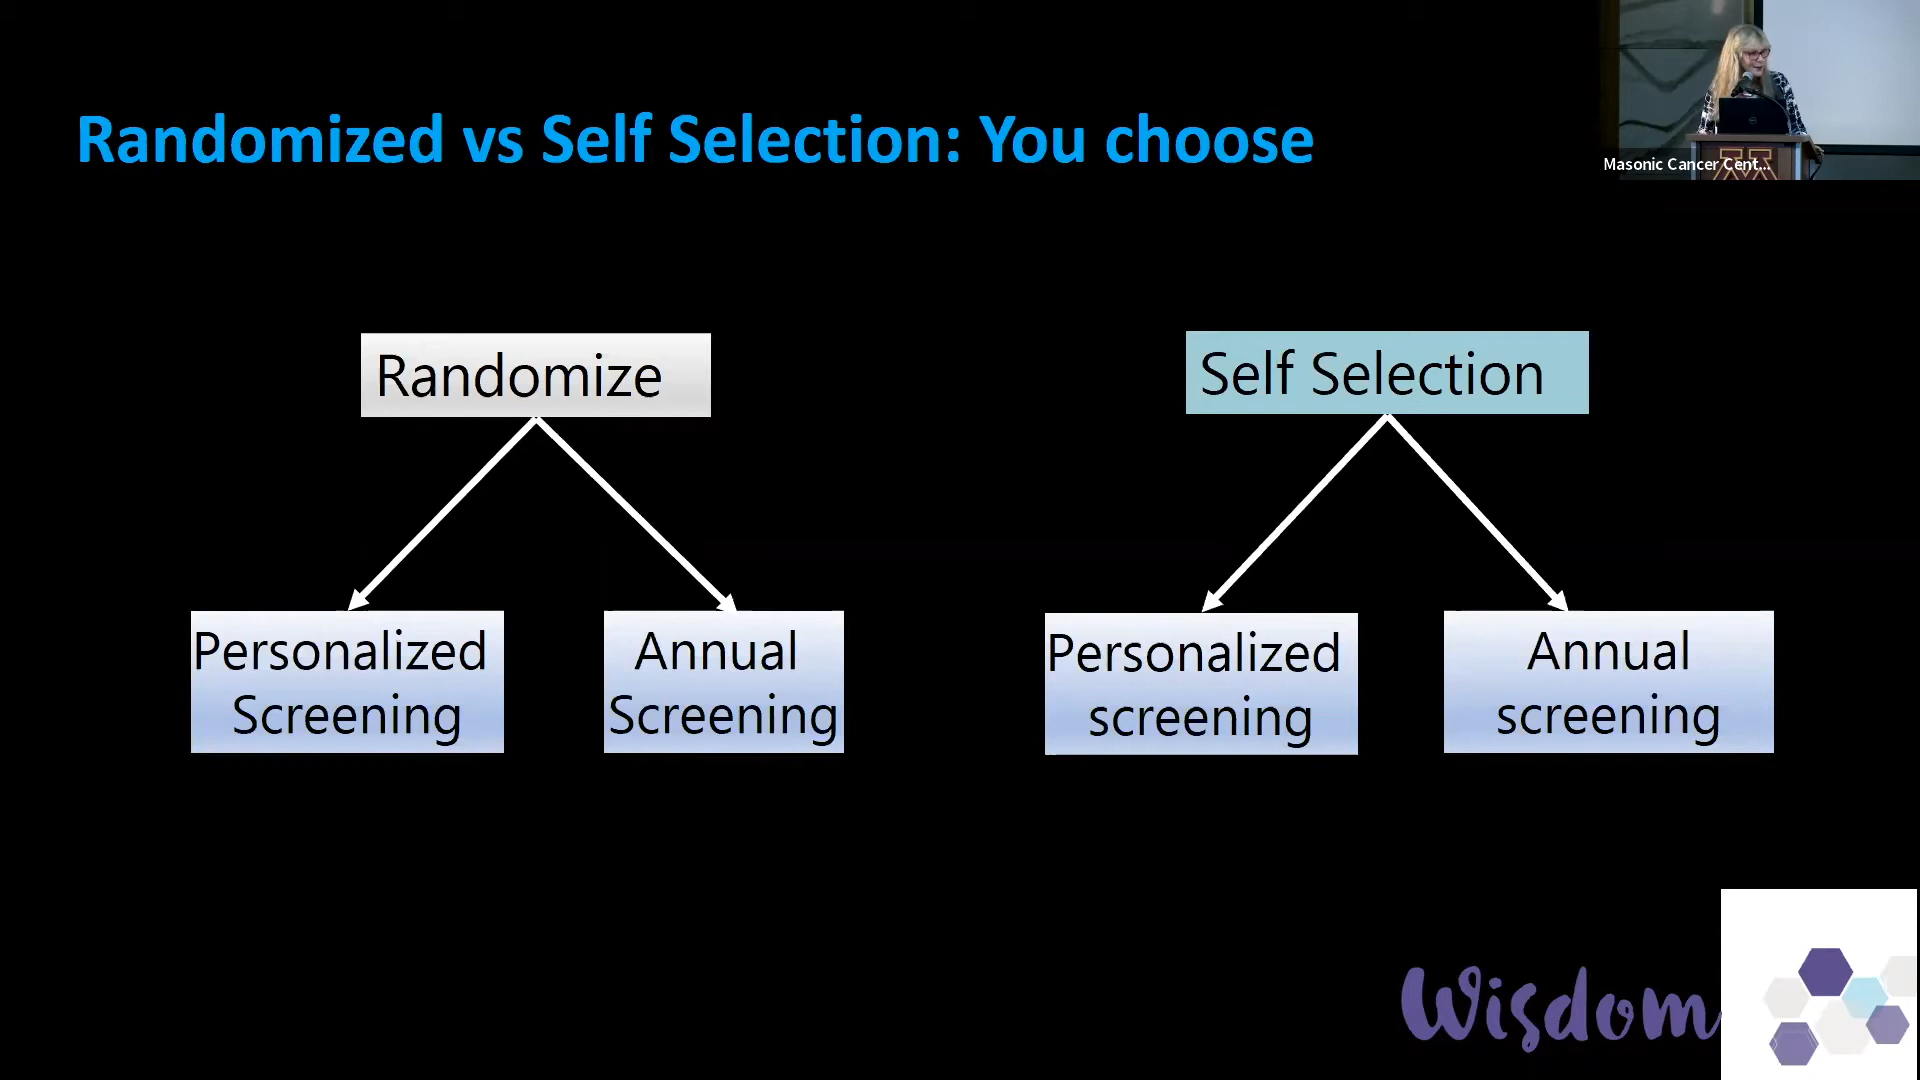 Randomized vs Self Selection: You choose
Masonic Cancer Cent...
Randomize
Self Selection
Personalized
Screening
Annual
Screening
Personalized
screening
Annual
screening
Wisdom